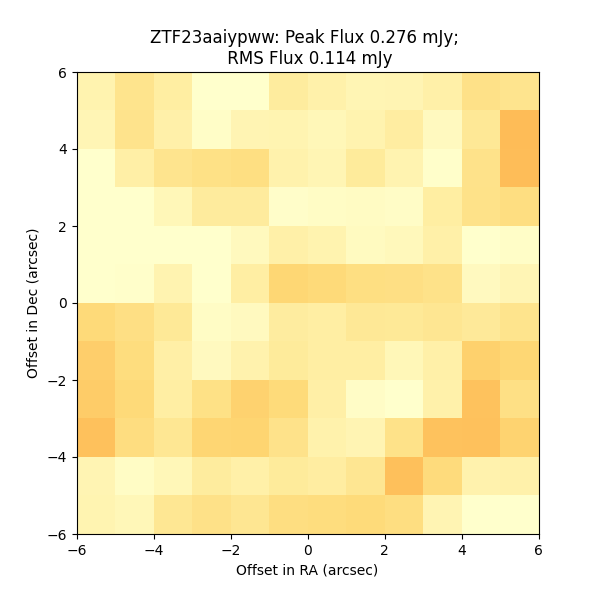 ZTF23aaiypww: Peak Flux 0.276 mJy;
RMS Flux 0.114 mJy
6
4
2
0
−2
−4
−6
Offset in Dec (arcsec)
−6 −4 −2 0 2 4 6
Offset in RA (arcsec)